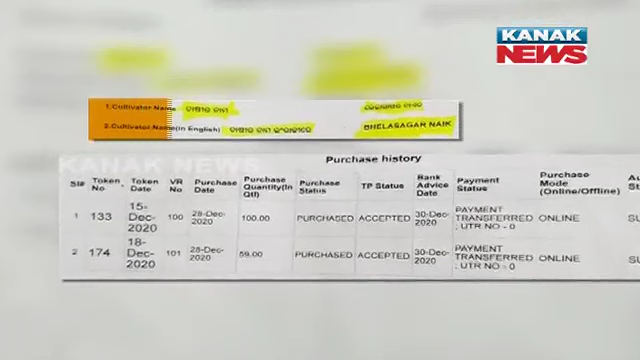 KANAK
NEWS
1.Cultivator Name
2.Cultivator Name(in English) BHELASAGAR NAIK
KANAK NEWS
Purchase history
Sl# Token No Token Date VR No Purchase Date Purchase Quantity(In Qtl) Purchase Status TP Status Bank Advice Date Payment Status Purchase Mode (Online/Offline)
1 133 15-Dec-2020 100 28-Dec-2020 100.00 PURCHASED ACCEPTED 30-Dec-2020 PAYMENT TRANSFERRED ; UTR NO - 0 ONLINE
2 174 18-Dec-2020 101 28-Dec-2020 59.00 PURCHASED ACCEPTED 30-Dec-2020 PAYMENT TRANSFERRED ; UTR NO - 0 ONLINE